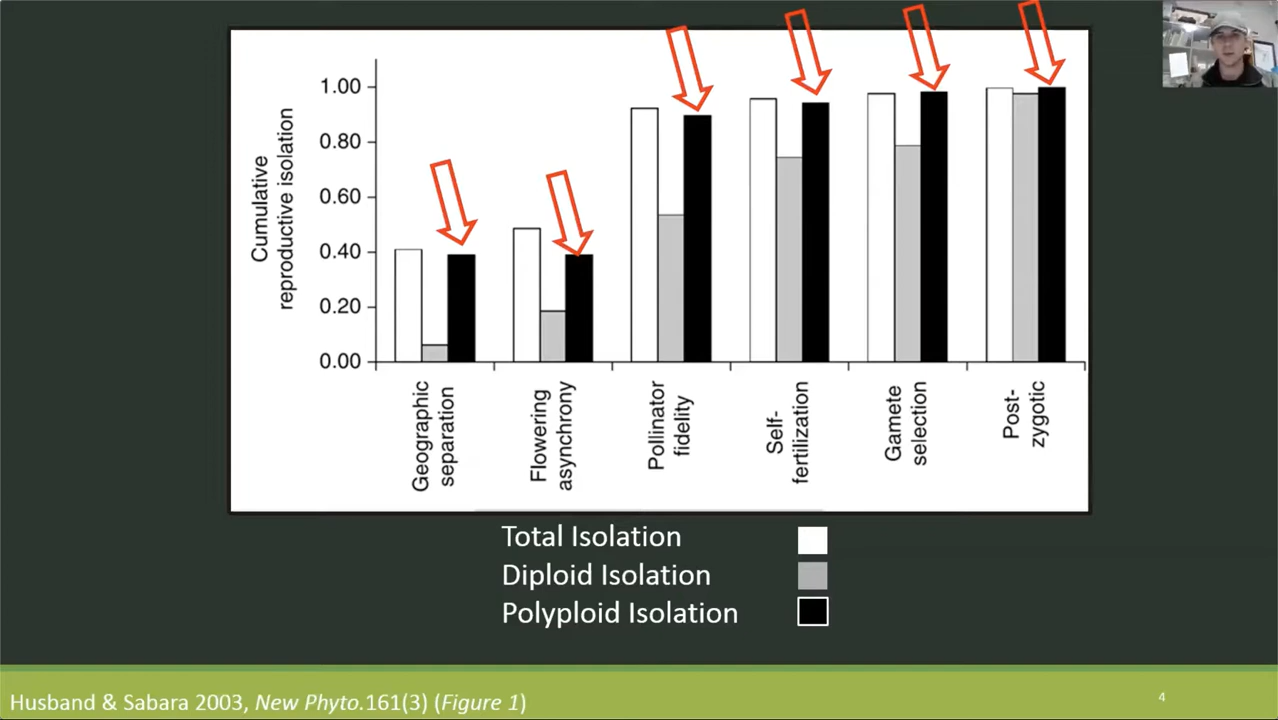 Cumulative
reproductive isolation
1.00
0.80
0.60
0.40
0.20
0.00
Geographic
separation
Flowering
asynchrony
Pollinator
fidelity
Self-
fertilization
Gamete
selection
Post-
zygotic
Total Isolation
Diploid Isolation
Polyploid Isolation
Husband & Sabara 2003, New Phyto.161(3) (Figure 1)
4